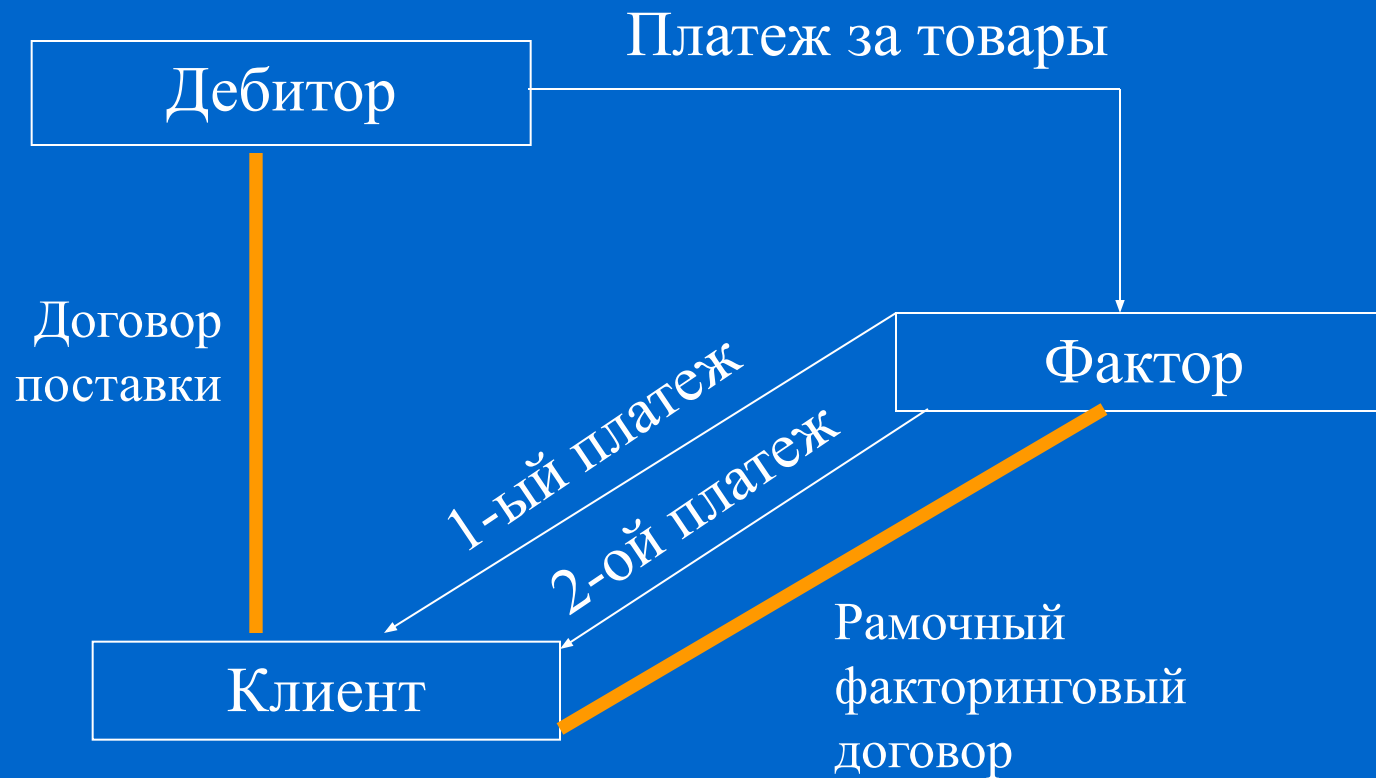 Платеж за товары
Дебитор
Договор
поставки
Фактор
1-ый платеж
2-ой платеж
Рамочный
факторинговый
договор
Клиент